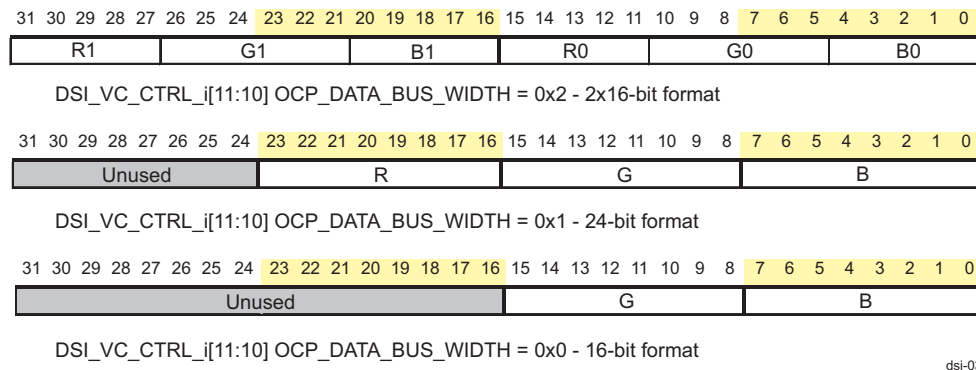 31 30 29 28 27 26 25 24 23 22 21 20 19 18 17 16 15 14 13 12 11 10 9 8 7 6 5 4 3 2 1 0
R1 G1 B1 R0 G0 B0
DSI_VC_CTRL_i[11:10] OCP_DATA_BUS_WIDTH = 0x2 - 2x16-bit format
31 30 29 28 27 26 25 24 23 22 21 20 19 18 17 16 15 14 13 12 11 10 9 8 7 6 5 4 3 2 1 0
Unused R G B
DSI_VC_CTRL_i[11:10] OCP_DATA_BUS_WIDTH = 0x1 - 24-bit format
31 30 29 28 27 26 25 24 23 22 21 20 19 18 17 16 15 14 13 12 11 10 9 8 7 6 5 4 3 2 1 0
Unused G B
DSI_VC_CTRL_i[11:10] OCP_DATA_BUS_WIDTH = 0x0 - 16-bit format